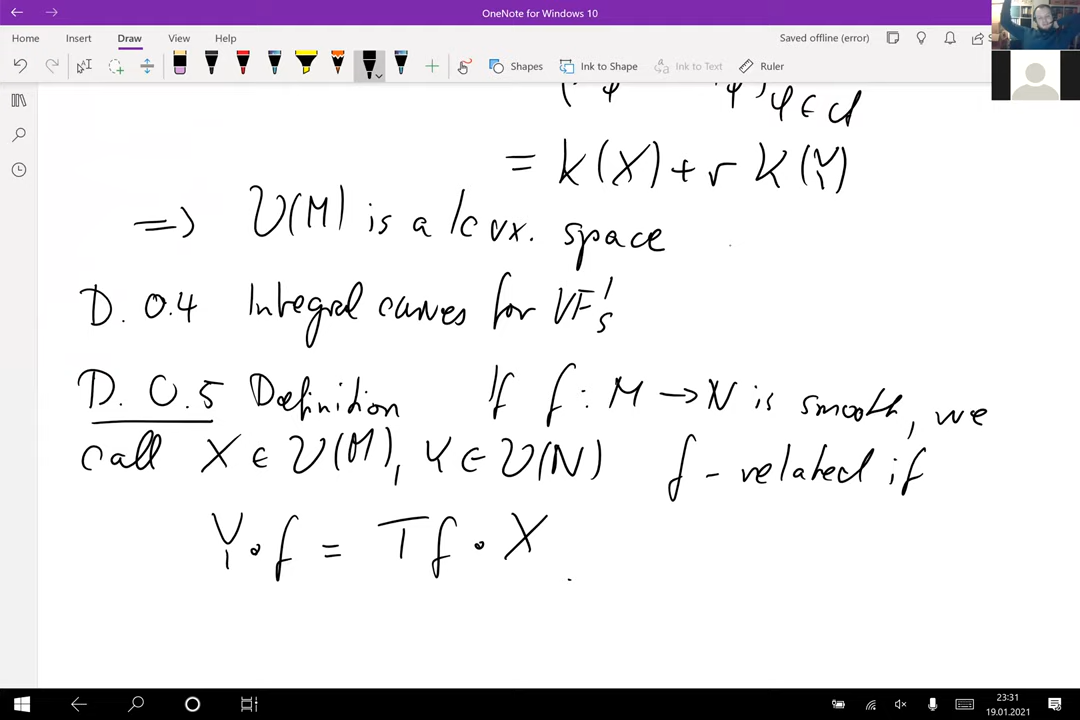 OneNote for Windows 10
Home Insert Draw View Help
Saved offline (error)
Shapes Ink to Shape Ink to Text Ruler
φ φ φ ∈ A
= K(X) + r K(Y)
=> V(M) is a lc vx. space
D. 0.4 Integral curves for VF's
D. 0.5 Definition If f : M → N is smooth, we
call X ∈ V(M), Y ∈ V(N) f - related if
Y ∘ f = Tf ∘ X .
23:31
19.01.2021